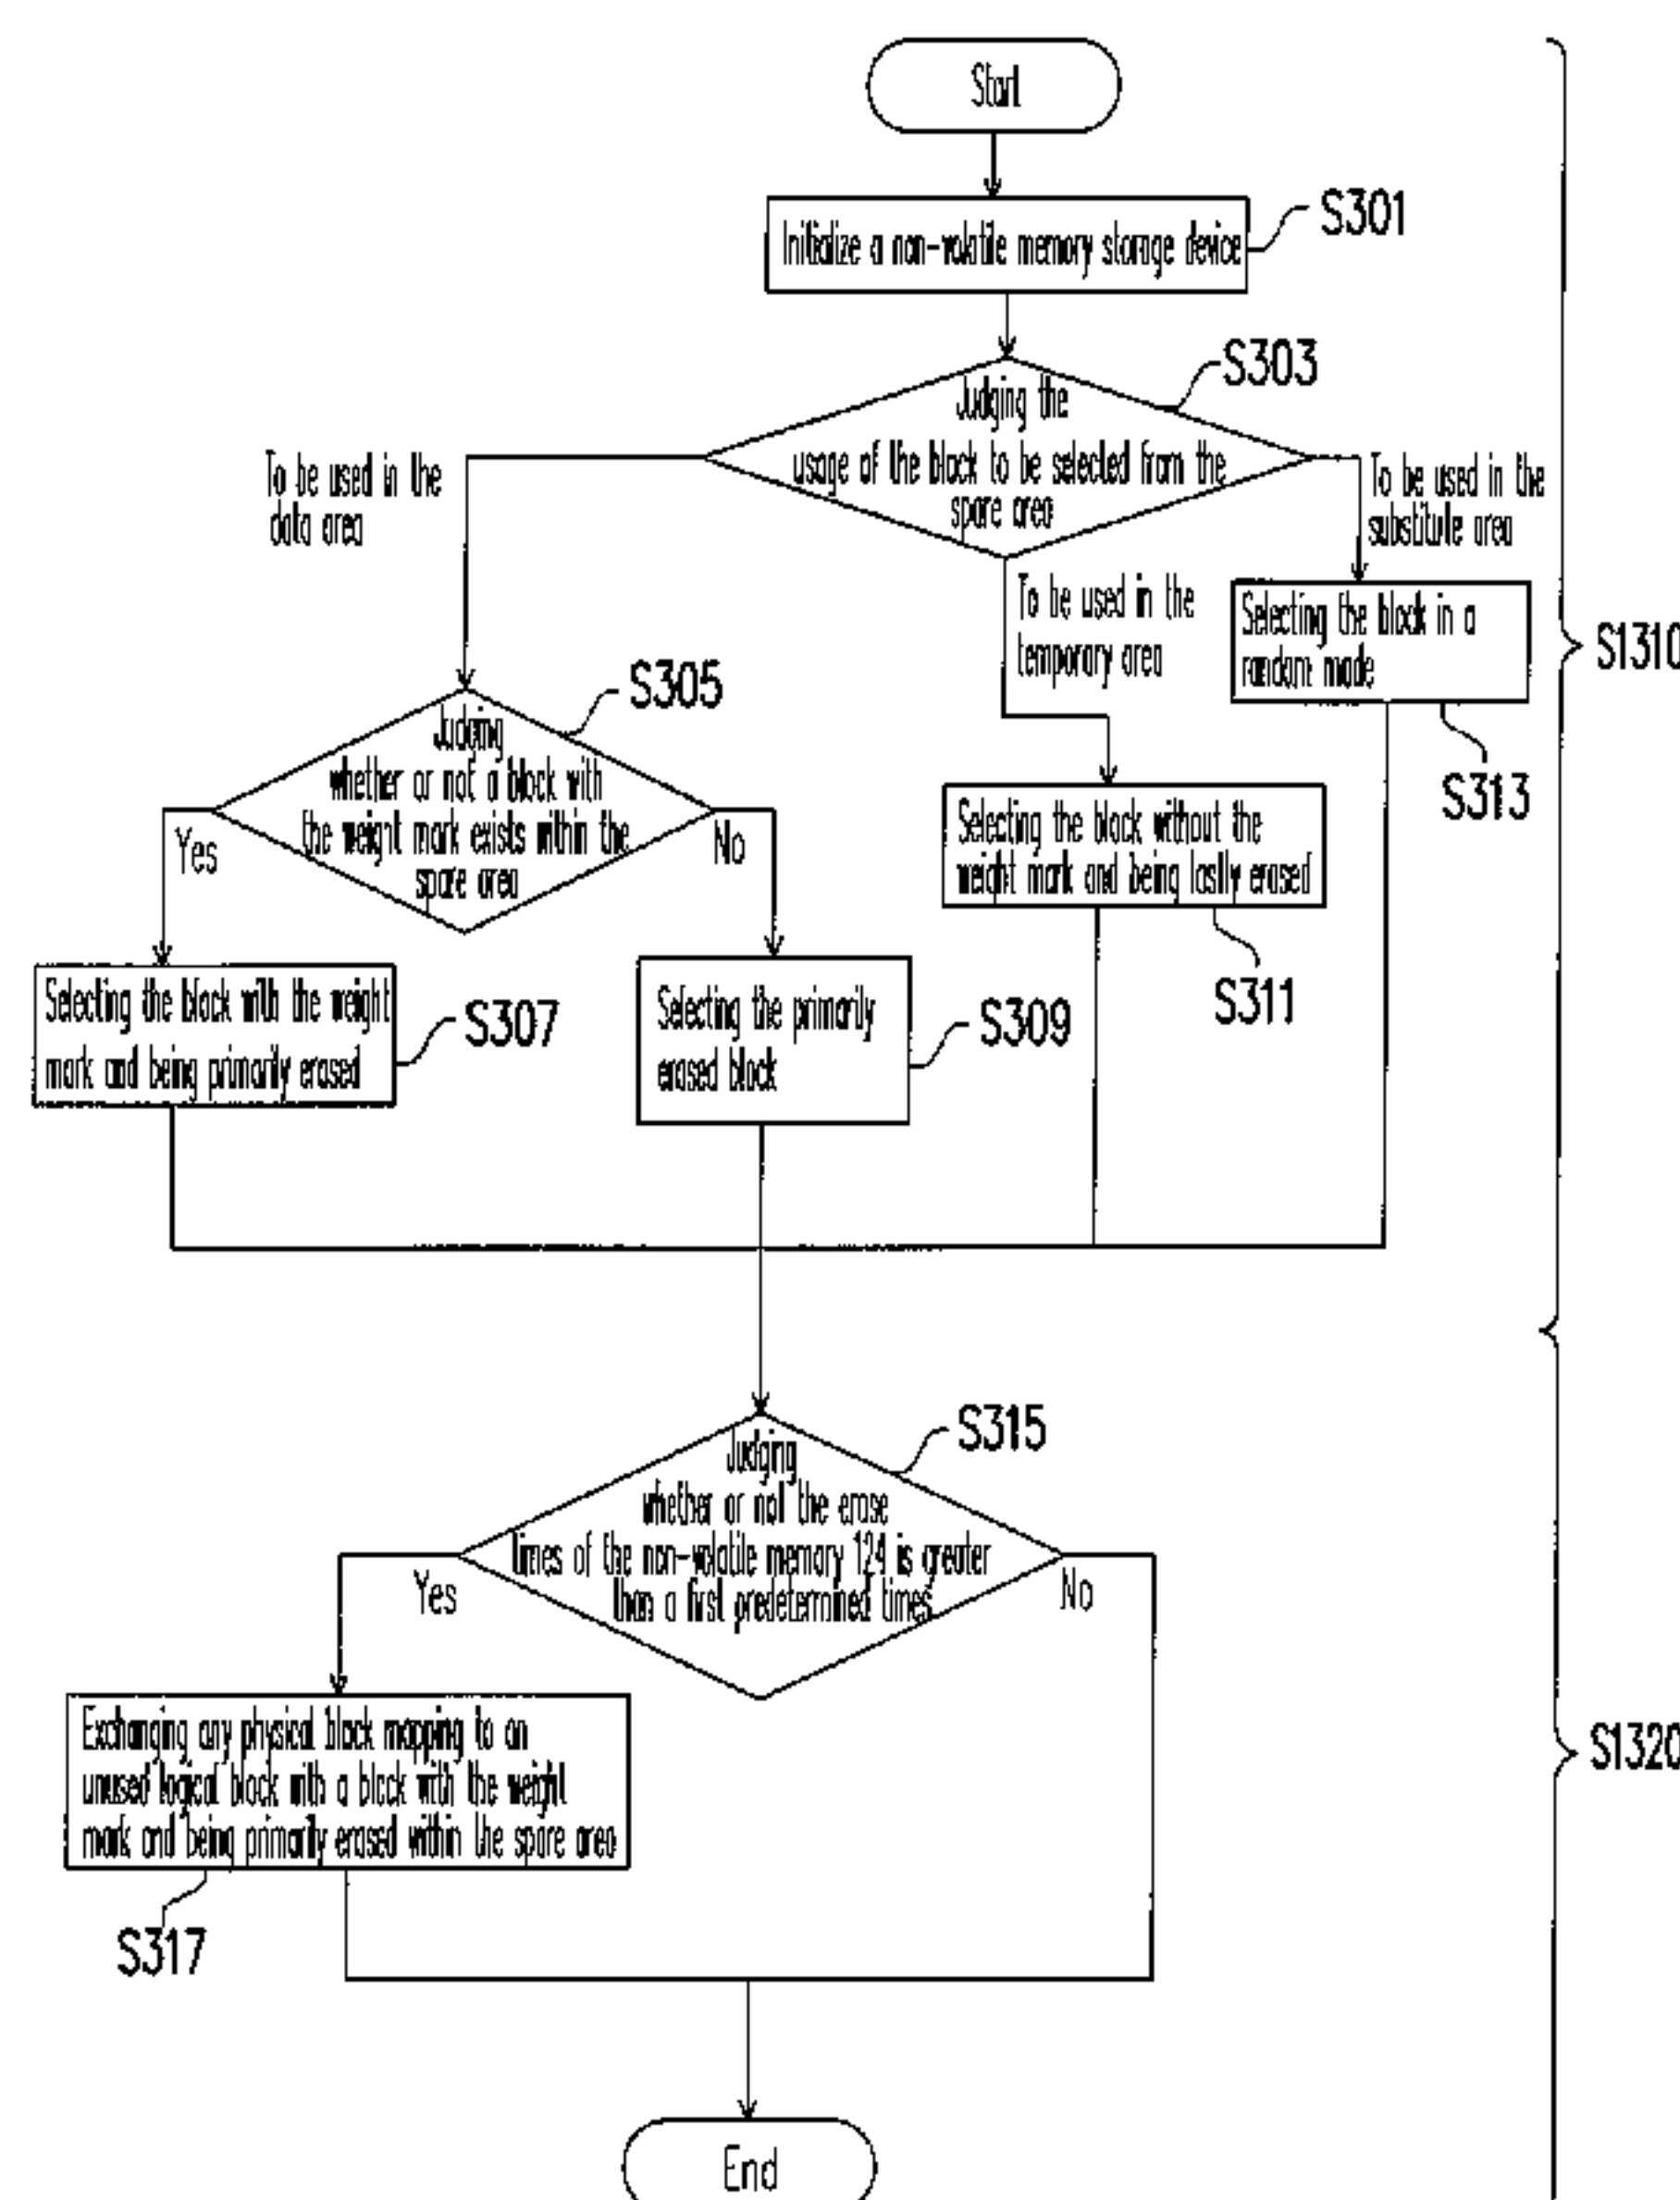 Start
Initialize a non-volatile memory storage device
S301
S303
Judging the
usage of the block to be selected from the
spare area
To be used in the
data area
To be used in the
substitute area
To be used in the
temporary area
Selecting the block in a
random mode
S1310
S313
S305
Judging
whether or not a block with
the weight mark exists within the
spare area
Yes
No
Selecting the block without the
weight mark and being lastly erased
S311
Selecting the block with the weight
mark and being primarily erased
S307
Selecting the primarily
erased block
S309
S315
Judging
whether or not the erase
times of the non-volatile memory 124 is greater
than a first predetermined times
Yes
No
Exchanging any physical block mapping to an
unused logical block with a block with the weight
mark and being primarily erased within the spare area
S317
S1320
End